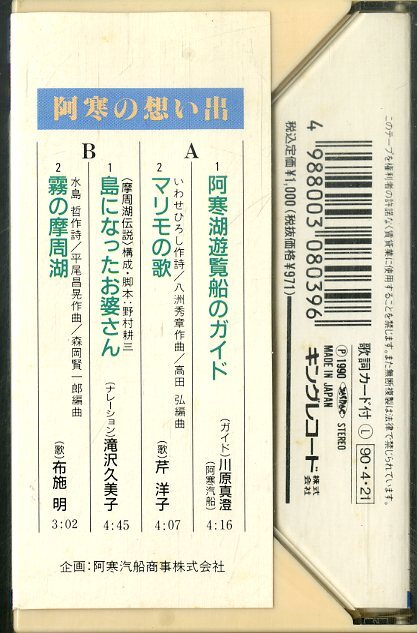 阿寒の想い出
A
1
阿寒湖遊覧船のガイド
(ガイド)川原真澄
(阿寒汽船)
4:16
2
マリモの歌
いわせひろし作詩/八洲秀章作曲/高田 弘編曲
(歌)芹 洋子
4:07
B
1
島になったお婆さん
(摩周湖伝説)構成・脚本:野村耕三
(ナレーション)滝沢久美子
4:45
2
霧の摩周湖
水島 哲作詩/平尾昌晃作曲/森岡賢一郎編曲
(歌)布施 明
3:02
企画:阿寒汽船商事株式会社
このテープを権利者の許諾なく賃貸業に使用することを禁じます。また無断複製は法律で禁じられています。
歌詞カード付 Ⓛ 90・4・21
4 988003 080396
税込定価¥1,000(税抜価格¥971)
Ⓟ1990 STEREO
MADE IN JAPAN
キングレコード株式会社